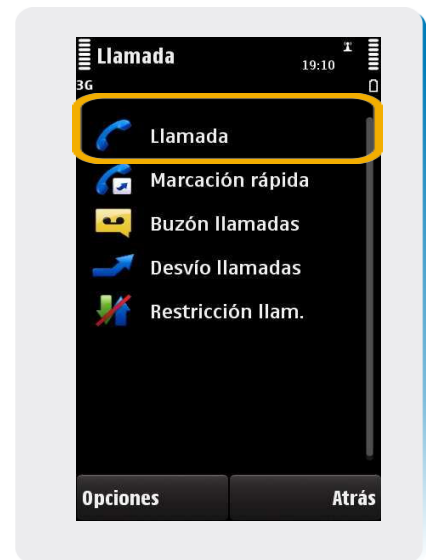 Llamada
19:10
3G
Llamada
Marcación rápida
Buzón llamadas
Desvío llamadas
Restricción llam.
Opciones Atrás